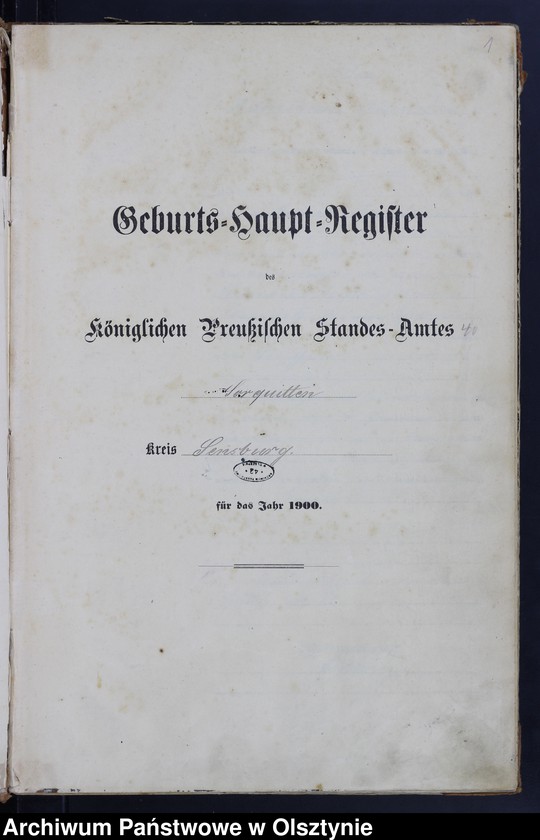 1
Geburts-Haupt-Register
des
Königlichen Preußischen Standes-Amtes 40
Sorquitten
Kreis Sensburg
für das Jahr 1900.
Archiwum Państwowe w Olsztynie